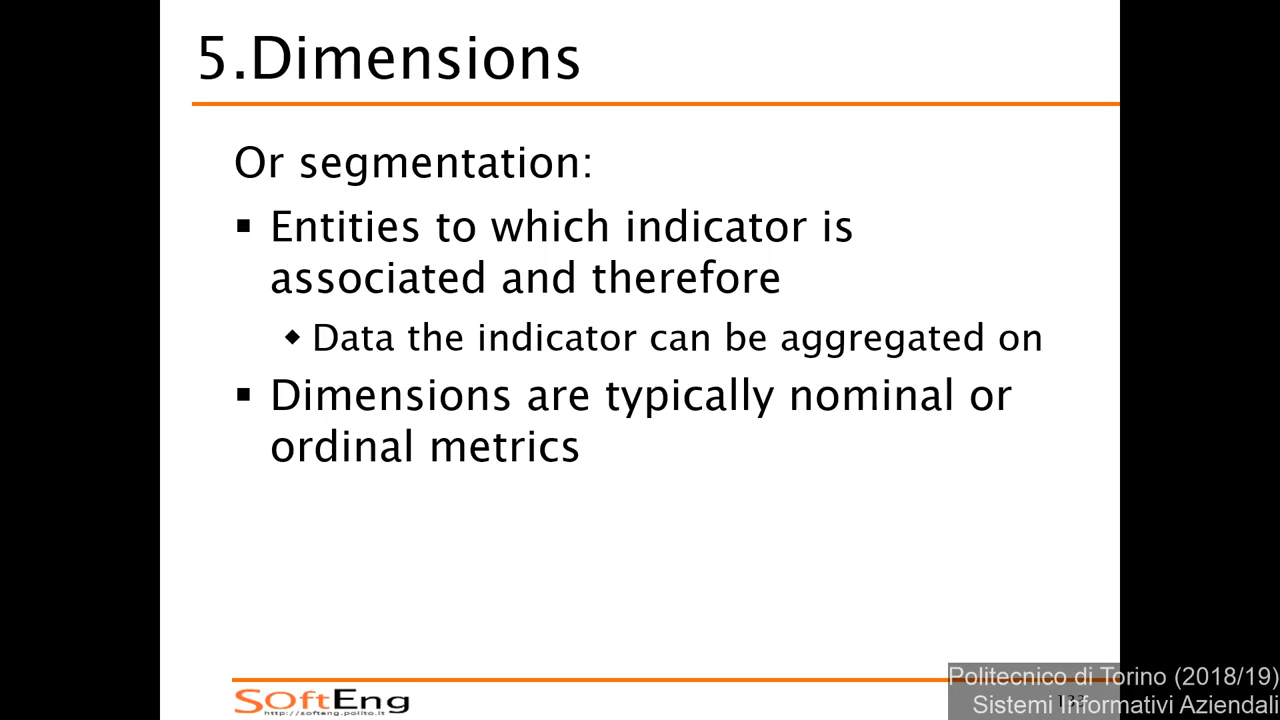 5.Dimensions
Or segmentation:
▪ Entities to which indicator is
associated and therefore
◆ Data the indicator can be aggregated on
▪ Dimensions are typically nominal or
ordinal metrics
SoftEng
http://softeng.polito.it
Politecnico di Torino (2018/19)
Sistemi Informativi Aziendali